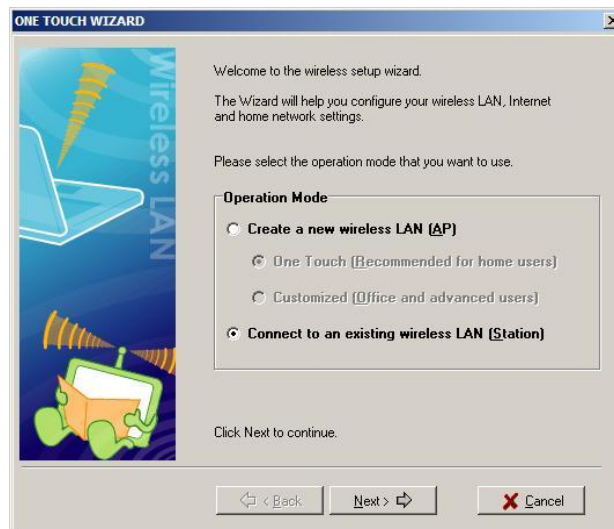 ONE TOUCH WIZARD
Wireless LAN
Welcome to the wireless setup wizard.
The Wizard will help you configure your wireless LAN, Internet
and home network settings.
Please select the operation mode that you want to use.
Operation Mode
Create a new wireless LAN (AP)
One Touch (Recommended for home users)
Customized (Office and advanced users)
Connect to an existing wireless LAN (Station)
Click Next to continue.
< Back
Next >
Cancel